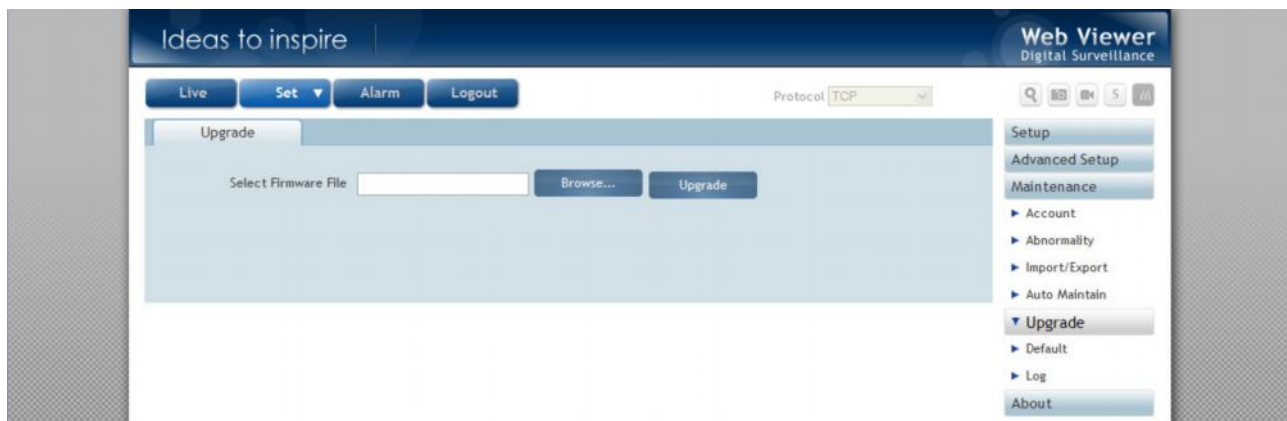 Ideas to inspire
Web Viewer
Digital Surveillance
Live
Set
Alarm
Logout
Protocol
TCP
S
Upgrade
Select Firmware File
Browse...
Upgrade
Setup
Advanced Setup
Maintenance
Account
Abnormality
Import/Export
Auto Maintain
Upgrade
Default
Log
About